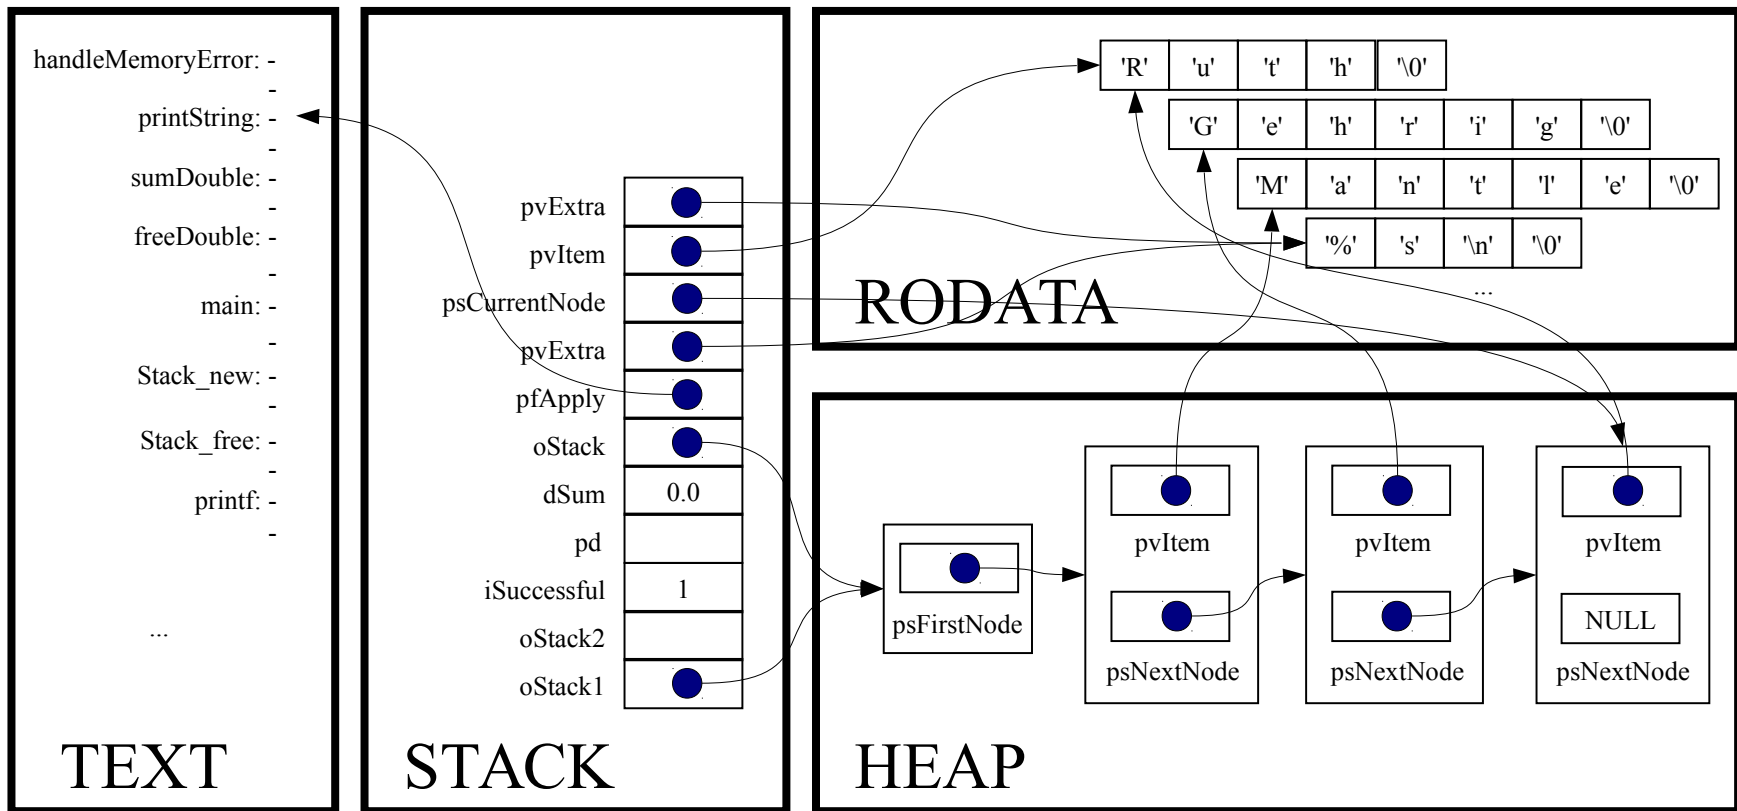 handleMemoryError: -
-
printString: -
-
sumDouble: -
-
freeDouble: -
-
main: -
-
Stack_new: -
-
Stack_free: -
-
printf: -
-
...
TEXT
pvExtra
pvItem
psCurrentNode
pvExtra
pfApply
oStack
dSum 0.0
pd
iSuccessful 1
oStack2
oStack1
STACK
'R' 'u' 't' 'h' '\0'
'G' 'e' 'h' 'r' 'i' 'g' '\0'
'M' 'a' 'n' 't' 'l' 'e' '\0'
'%' 's' '\n' '\0'
...
RODATA
psFirstNode
pvItem
psNextNode
pvItem
psNextNode
pvItem
NULL
psNextNode
HEAP